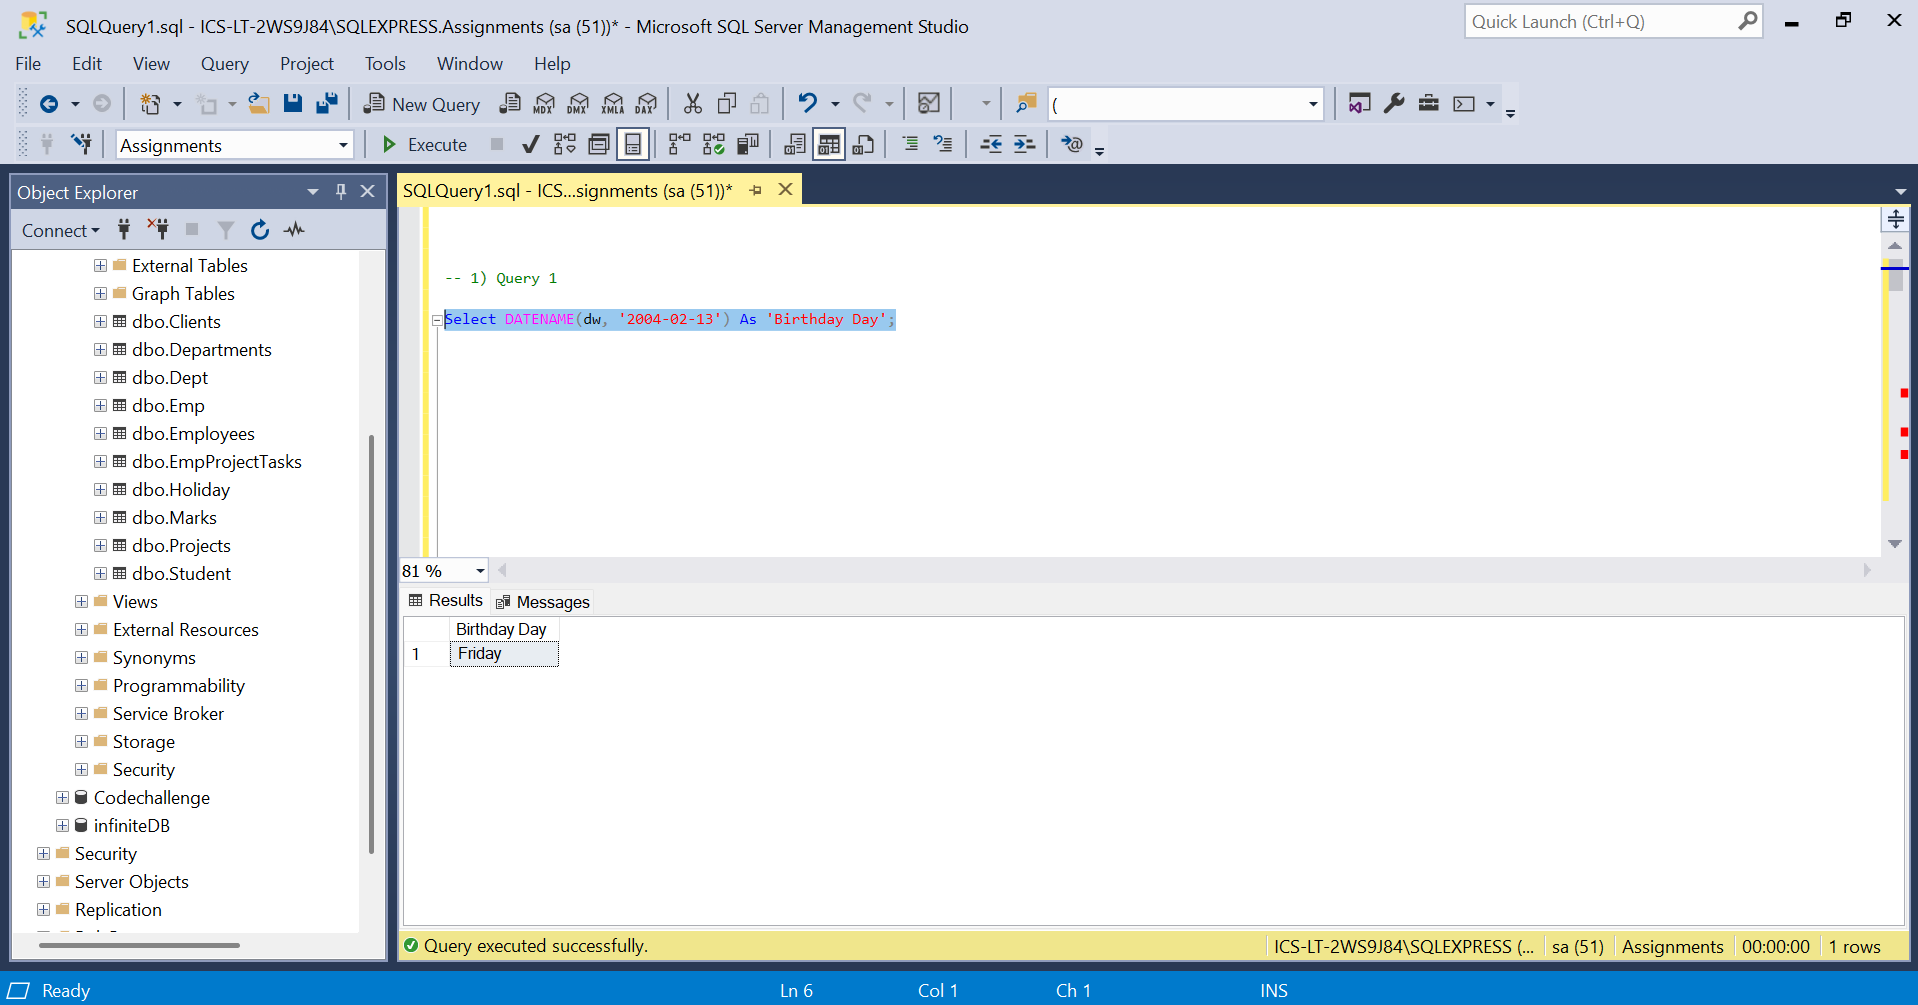 SQLQuery1.sql - ICS-LT-2WS9J84\SQLEXPRESS.Assignments (sa (51))* - Microsoft SQL Server Management Studio
Quick Launch (Ctrl+Q)
File Edit View Query Project Tools Window Help
New Query MDX DMX XMLA DAX (
Assignments Execute
Object Explorer
Connect
External Tables
Graph Tables
dbo.Clients
dbo.Departments
dbo.Dept
dbo.Emp
dbo.Employees
dbo.EmpProjectTasks
dbo.Holiday
dbo.Marks
dbo.Projects
dbo.Student
Views
External Resources
Synonyms
Programmability
Service Broker
Storage
Security
Codechallenge
infiniteDB
Security
Server Objects
Replication
SQLQuery1.sql - ICS...signments (sa (51))*
-- 1) Query 1
Select DATENAME(dw, '2004-02-13') As 'Birthday Day';
81 %
Results Messages
Birthday Day
1 Friday
Query executed successfully. ICS-LT-2WS9J84\SQLEXPRESS (... sa (51) Assignments 00:00:00 1 rows
Ready Ln 6 Col 1 Ch 1 INS